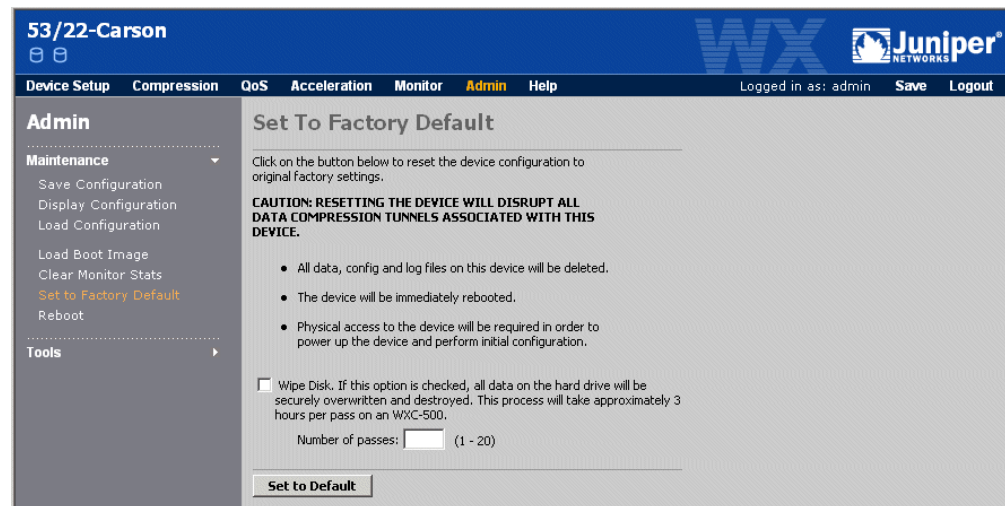 53/22-Carson
WX
Juniper®
NETWORKS
Device Setup Compression QoS Acceleration Monitor Admin Help Logged in as: admin Save Logout
Admin
Maintenance
Save Configuration
Display Configuration
Load Configuration
Load Boot Image
Clear Monitor Stats
Set to Factory Default
Reboot
Tools
Set To Factory Default
Click on the button below to reset the device configuration to
original factory settings.
CAUTION: RESETTING THE DEVICE WILL DISRUPT ALL
DATA COMPRESSION TUNNELS ASSOCIATED WITH THIS
DEVICE.
• All data, config and log files on this device will be deleted.
• The device will be immediately rebooted.
• Physical access to the device will be required in order to
power up the device and perform initial configuration.
Wipe Disk. If this option is checked, all data on the hard drive will be
securely overwritten and destroyed. This process will take approximately 3
hours per pass on an WXC-500.
Number of passes: (1 - 20)
Set to Default